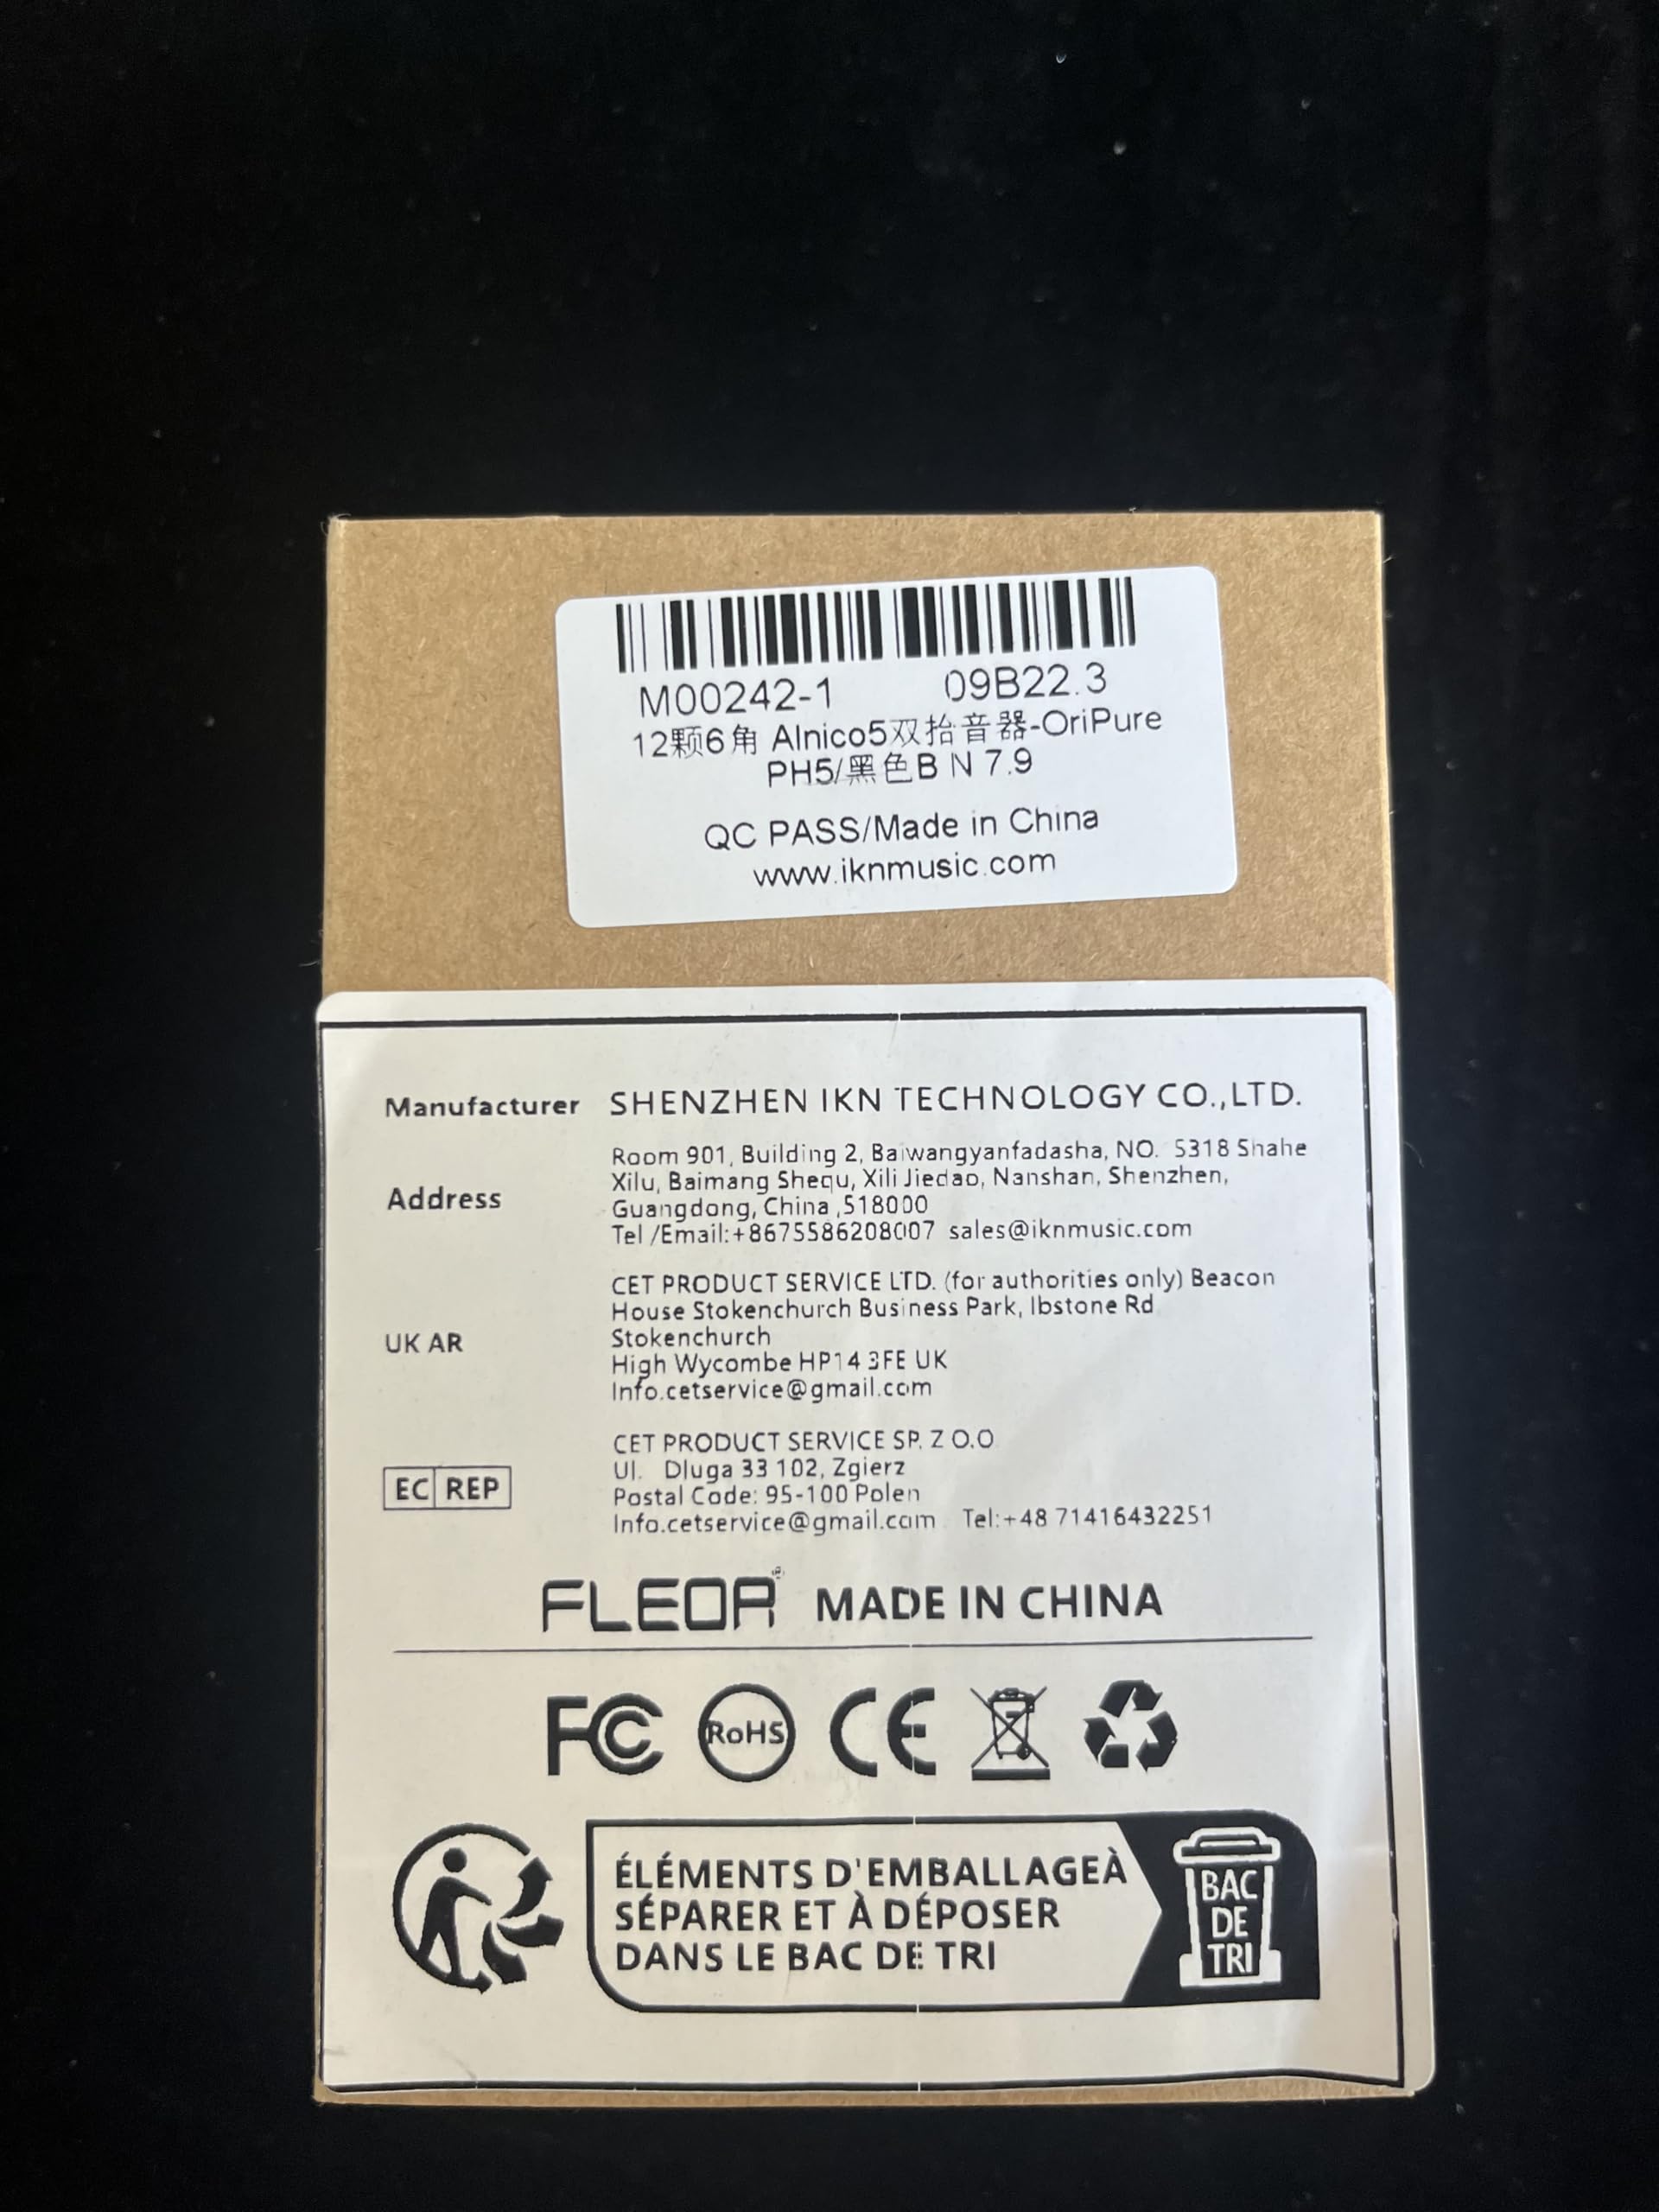 M00242-1 09B22.3
12颗6角 Alnico5双拾音器-OriPure
PH5/黑色B N 7.9
QC PASS/Made in China
www.iknmusic.com
Manufacturer SHENZHEN IKN TECHNOLOGY CO.,LTD.
Address
Room 901, Building 2, Baiwangyanfadasha, NO. 5318 Shahe
Xilu, Baimang Shequ, Xili Jiedao, Nanshan, Shenzhen,
Guangdong, China ,518000
Tel /Email:+8675586208007 sales@iknmusic.com
UK AR
CET PRODUCT SERVICE LTD. (for authorities only) Beacon
House Stokenchurch Business Park, Ibstone Rd
Stokenchurch
High Wycombe HP14 3FE UK
Info.cetservice@gmail.com
EC REP
CET PRODUCT SERVICE SP. Z O.O
Ul. Dluga 33 102, Zgierz
Postal Code: 95-100 Polen
Info.cetservice@gmail.com Tel:+48 71416432251
FLEOR® MADE IN CHINA
FC RoHS CE
ÉLÉMENTS D'EMBALLAGEÀ
SÉPARER ET À DÉPOSER
DANS LE BAC DE TRI
BAC
DE
TRI